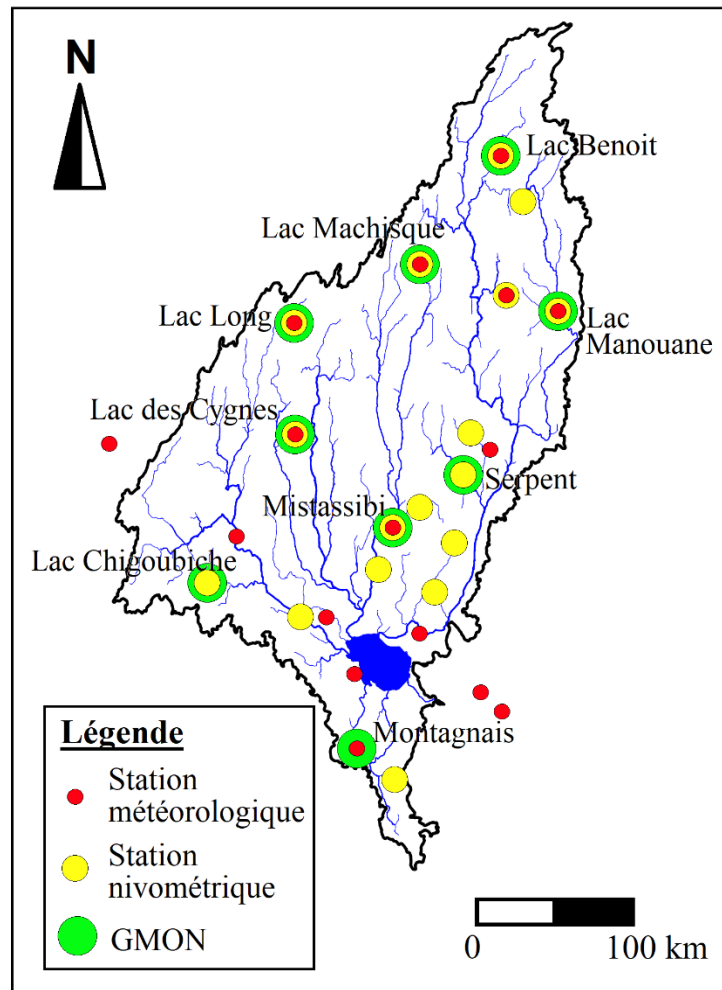 N
Lac Benoit
Lac Machisque
Lac Long
Lac
Manouane
Lac des Cygnes
Serpent
Mistassibi
Lac Chigoubiche
Montagnais
Légende
Station
météorologique
Station
nivométrique
GMON
0 100 km